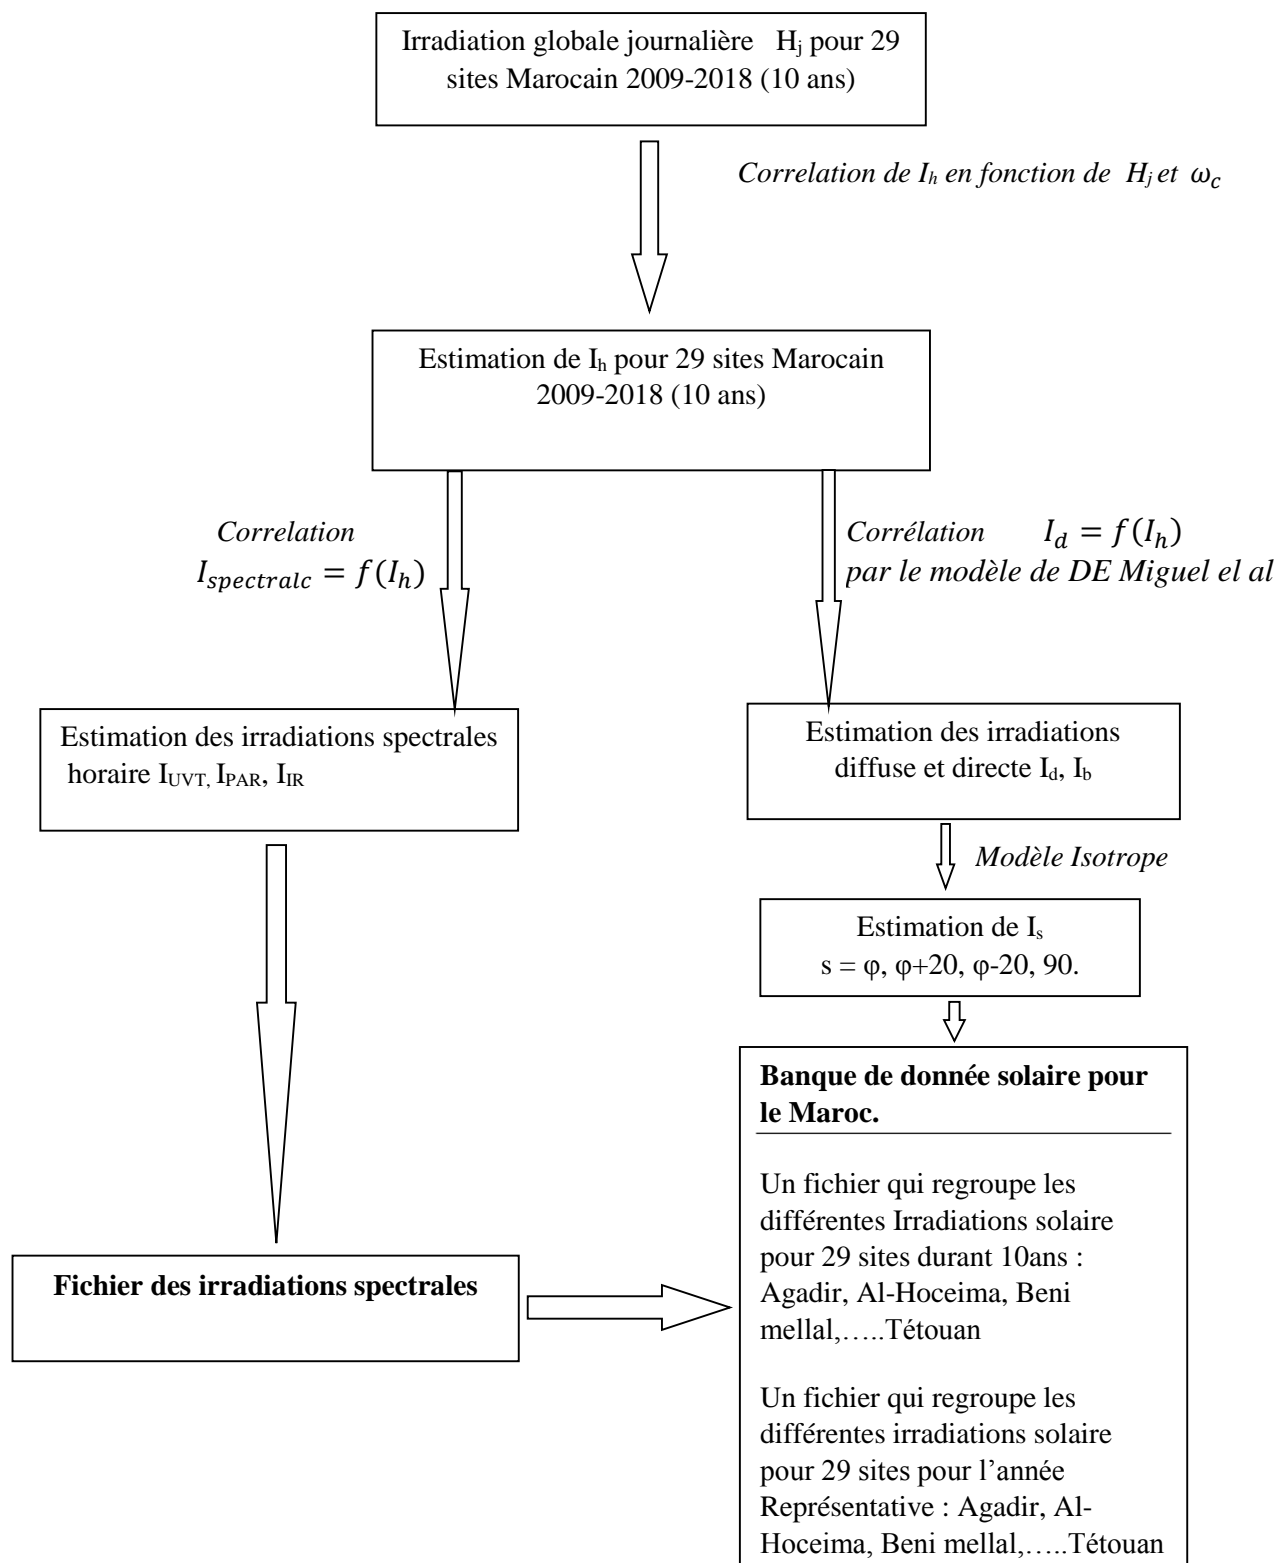 Irradiation globale journalière H_j pour 29
sites Marocain 2009-2018 (10 ans)
Correlation de I_h en fonction de H_j et ω_c
Estimation de I_h pour 29 sites Marocain
2009-2018 (10 ans)
Correlation
I_spectralc = f(I_h)
Corrélation I_d = f(I_h)
par le modèle de DE Miguel el al
Estimation des irradiations spectrales
horaire I_UVT, I_PAR, I_IR
Estimation des irradiations
diffuse et directe I_d, I_b
Modèle Isotrope
Estimation de I_s
s = φ, φ+20, φ-20, 90.
Fichier des irradiations spectrales
Banque de donnée solaire pour
le Maroc.
Un fichier qui regroupe les
différentes Irradiations solaire
pour 29 sites durant 10ans :
Agadir, Al-Hoceima, Beni
mellal,…..Tétouan
Un fichier qui regroupe les
différentes irradiations solaire
pour 29 sites pour l’année
Représentative : Agadir, Al-
Hoceima, Beni mellal,…..Tétouan